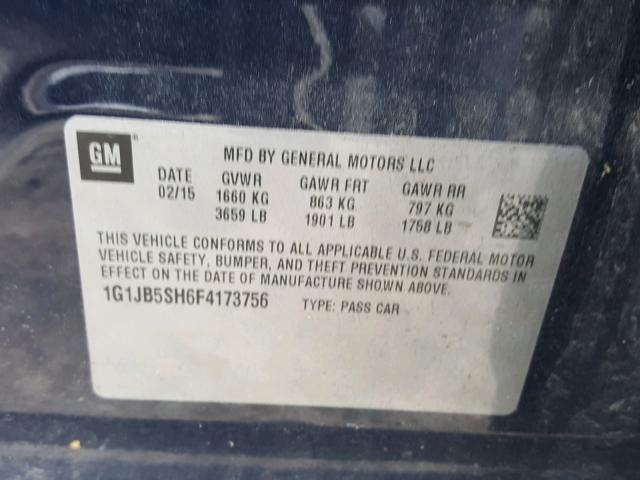 GM ®
MFD BY GENERAL MOTORS LLC
DATE GVWR GAWR FRT GAWR RR
02/15 1660 KG 863 KG 797 KG
3659 LB 1901 LB 1758 LB
THIS VEHICLE CONFORMS TO ALL APPLICABLE U.S. FEDERAL MOTOR
VEHICLE SAFETY, BUMPER, AND THEFT PREVENTION STANDARDS IN
EFFECT ON THE DATE OF MANUFACTURE SHOWN ABOVE.
1G1JB5SH6F4173756 TYPE: PASS CAR